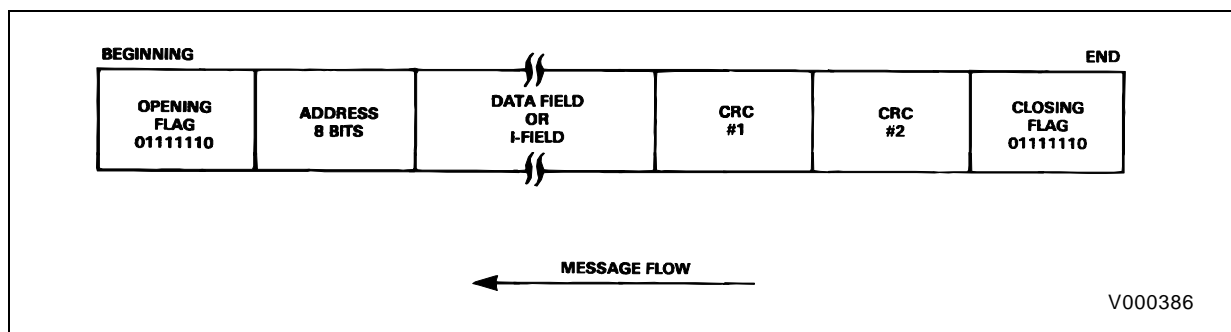 BEGINNING
END
OPENING
FLAG
01111110
ADDRESS
8 BITS
DATA FIELD
OR
I-FIELD
CRC
#1
CRC
#2
CLOSING
FLAG
01111110
MESSAGE FLOW
V000386